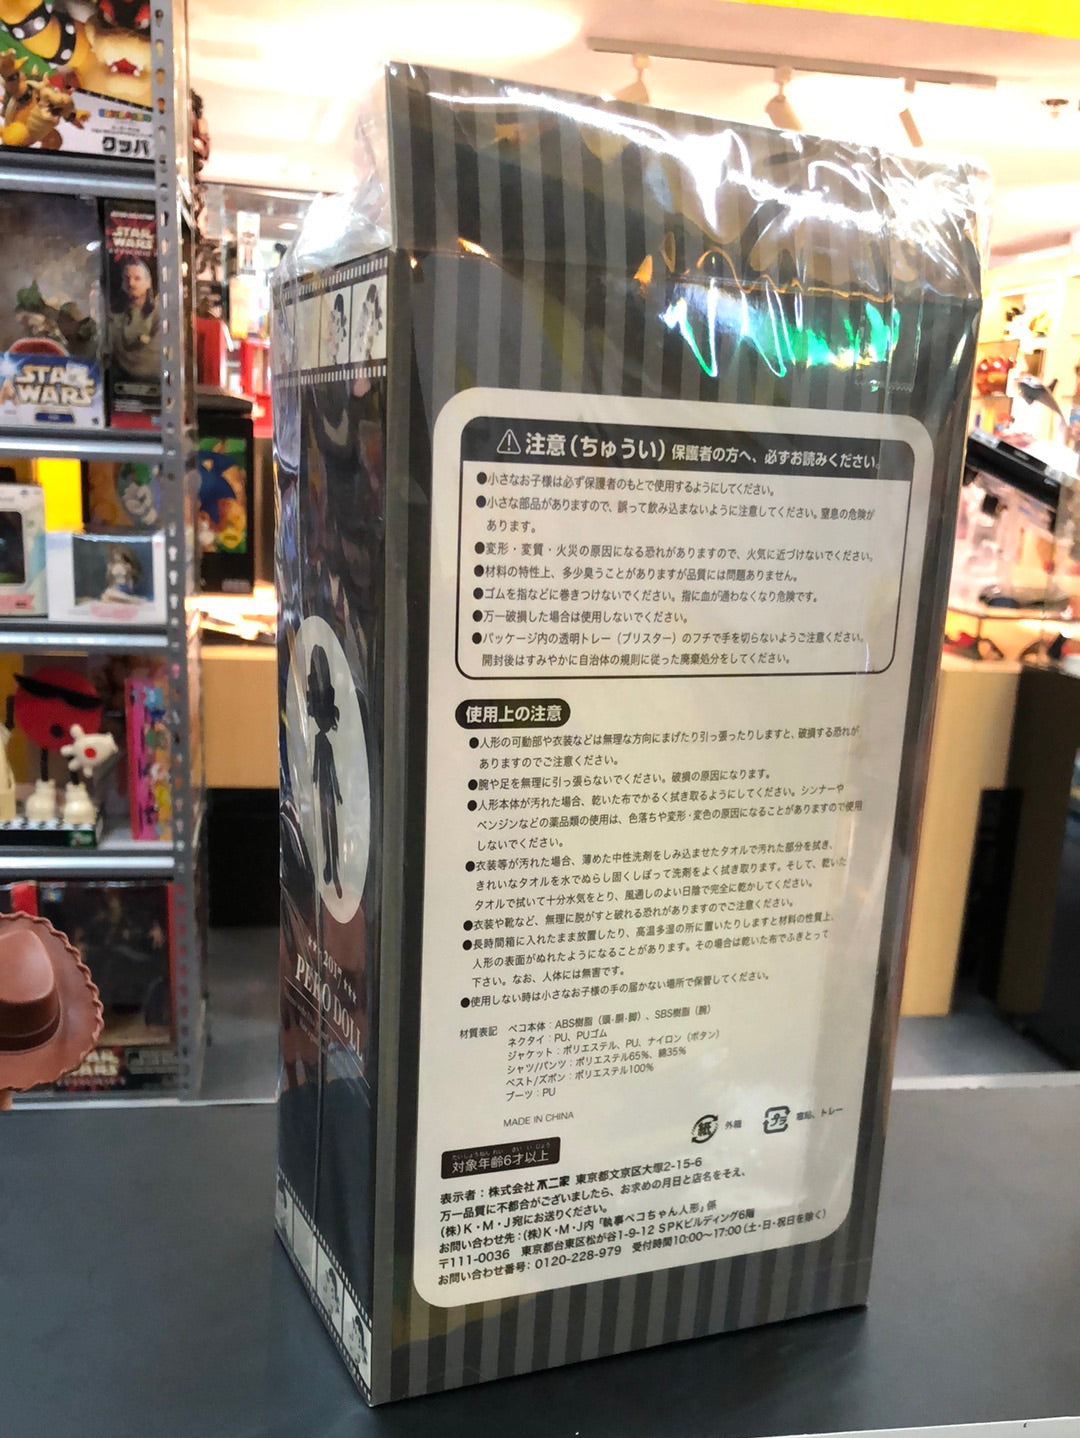 クッパ
STAR WARS
STAR WARS
⚠注意(ちゅうい) 保護者の方へ、必ずお読みください。
●小さなお子様は必ず保護者のもとで使用するようにしてください。
●小さな部品がありますので、誤って飲み込まないように注意してください。窒息の危険が
あります。
●変形・変質・火災の原因になる恐れがありますので、火気に近づけないでください。
●材料の特性上、多少臭うことがありますが品質には問題ありません。
●ゴムを指などに巻きつけないでください。指に血が通わなくなり危険です。
●万一破損した場合は使用しないでください。
●パッケージ内の透明トレー(ブリスター)のフチで手を切らないようご注意ください。
開封後はすみやかに自治体の規則に従った廃棄処分をしてください。
使用上の注意
●人形の可動部や衣装などは無理な方向にまげたり引っ張ったりしますと、破損する恐れが
ありますのでご注意ください。
●腕や足を無理に引っ張らないでください。破損の原因になります。
●人形本体が汚れた場合、乾いた布でかるく拭き取るようにしてください。シンナーや
ベンジンなどの薬品類の使用は、色落ちや変形・変色の原因になることがありますので使用
しないでください。
●衣装等が汚れた場合、薄めた中性洗剤をしみ込ませたタオルで汚れた部分を拭き、
きれいなタオルを水でぬらし固くしぼって洗剤をよく拭き取ります。そして、乾いた
タオルで拭いて十分水気をとり、風通しのよい日陰で完全に乾かしてください。
●衣装や靴など、無理に脱がすと破れる恐れがありますのでご注意ください。
●長時間箱に入れたまま放置したり、高温多湿の所に置いたりしますと材料の性質上、
人形の表面がぬれたようになることがあります。その場合は乾いた布でふきとって
下さい。なお、人体には無害です。
●使用しない時は小さなお子様の手の届かない場所で保管してください。
材質表記 ペコ本体:ABS樹脂(頭・胴・脚)、SBS樹脂(腕)
ネクタイ:PU、PUゴム
ジャケット:ポリエステル、PU、ナイロン(ボタン)
シャツ/パンツ:ポリエステル65%、綿35%
ベスト/ズボン:ポリエステル100%
ブーツ:PU
MADE IN CHINA
紙 外箱 プラ 窓貼、トレー
対象年齢6才以上
表示者:株式会社 不二家 東京都文京区大塚2-15-6
万一品質に不都合がございましたら、お求めの月日と店名をそえ、
(株)K・M・J宛にお送りください。
お問い合わせ先:(株)K・M・J内「執事ペコちゃん人形」係
〒111-0036 東京都台東区松が谷1-9-12 SPKビルディング6階
お問い合わせ番号: 0120-228-979 受付時間10:00～17:00(土・日・祝日を除く)
★★★ 2017 ★★★
PEKO DOLL